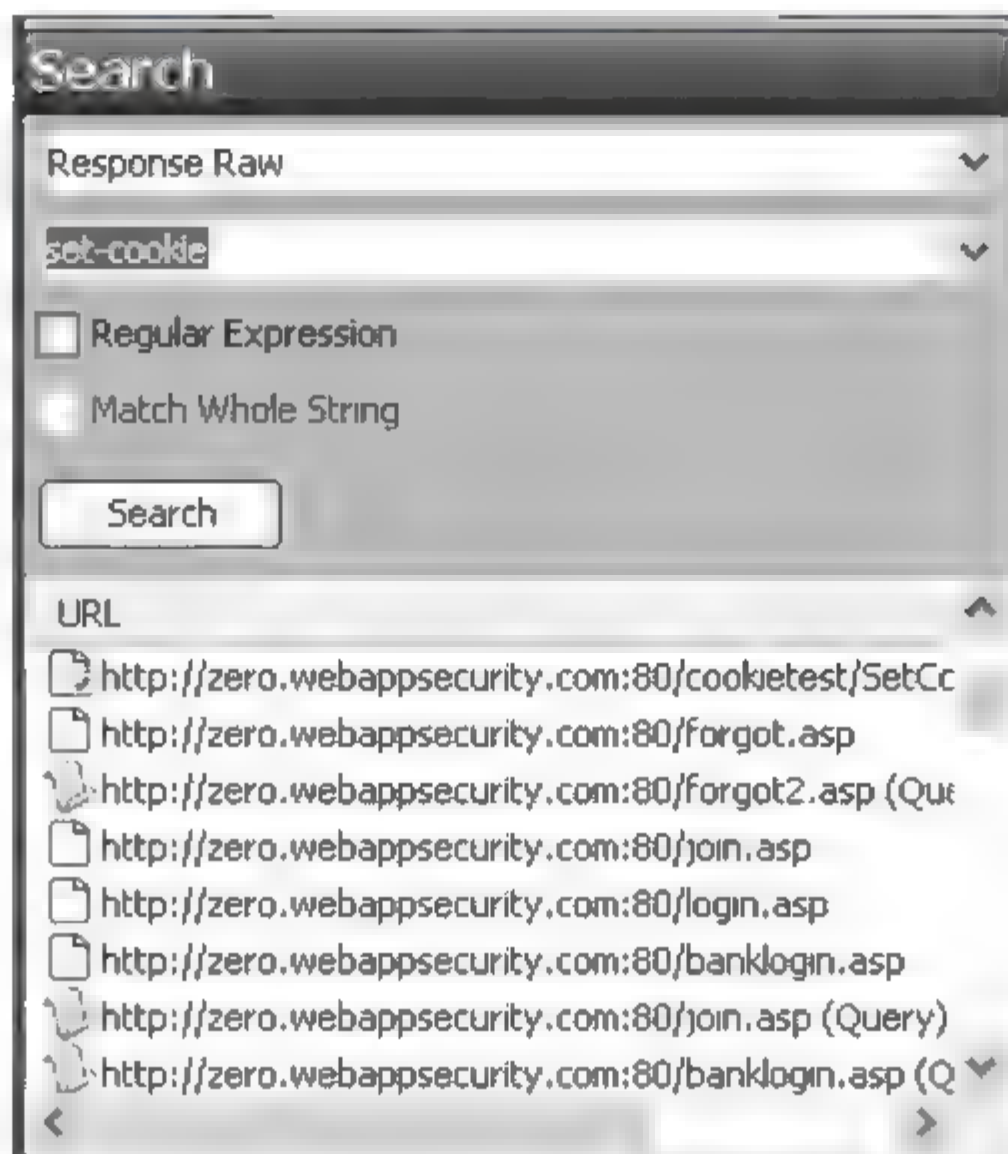 Search
Response Raw
set-cookie
Regular Expression
Match Whole String
Search
URL
http://zero.webappsecurity.com:80/cookietest/SetCc
http://zero.webappsecurity.com:80/forgot.asp
http://zero.webappsecurity.com:80/forgot2.asp (Que
http://zero.webappsecurity.com:80/join.asp
http://zero.webappsecurity.com:80/login.asp
http://zero.webappsecurity.com:80/banklogin.asp
http://zero.webappsecurity.com:80/join.asp (Query)
http://zero.webappsecurity.com:80/banklogin.asp (Q